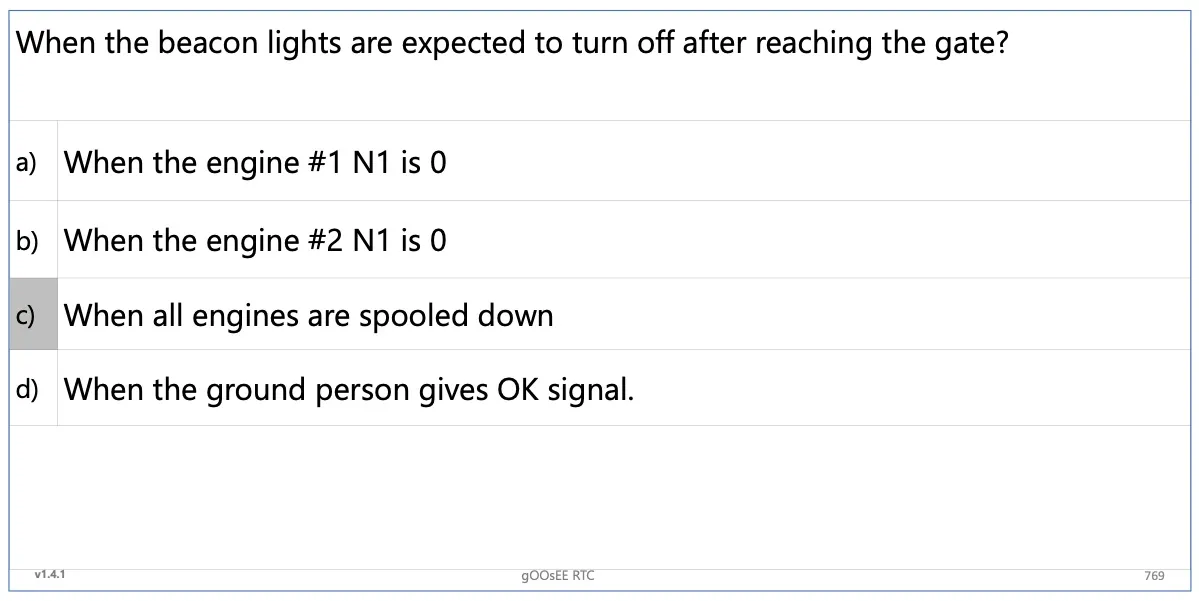 When the beacon lights are expected to turn off after reaching the gate?
a) When the engine #1 N1 is 0
b) When the engine #2 N1 is 0
c) When all engines are spooled down
d) When the ground person gives OK signal.
v1.4.1 gOOsEE RTC 769